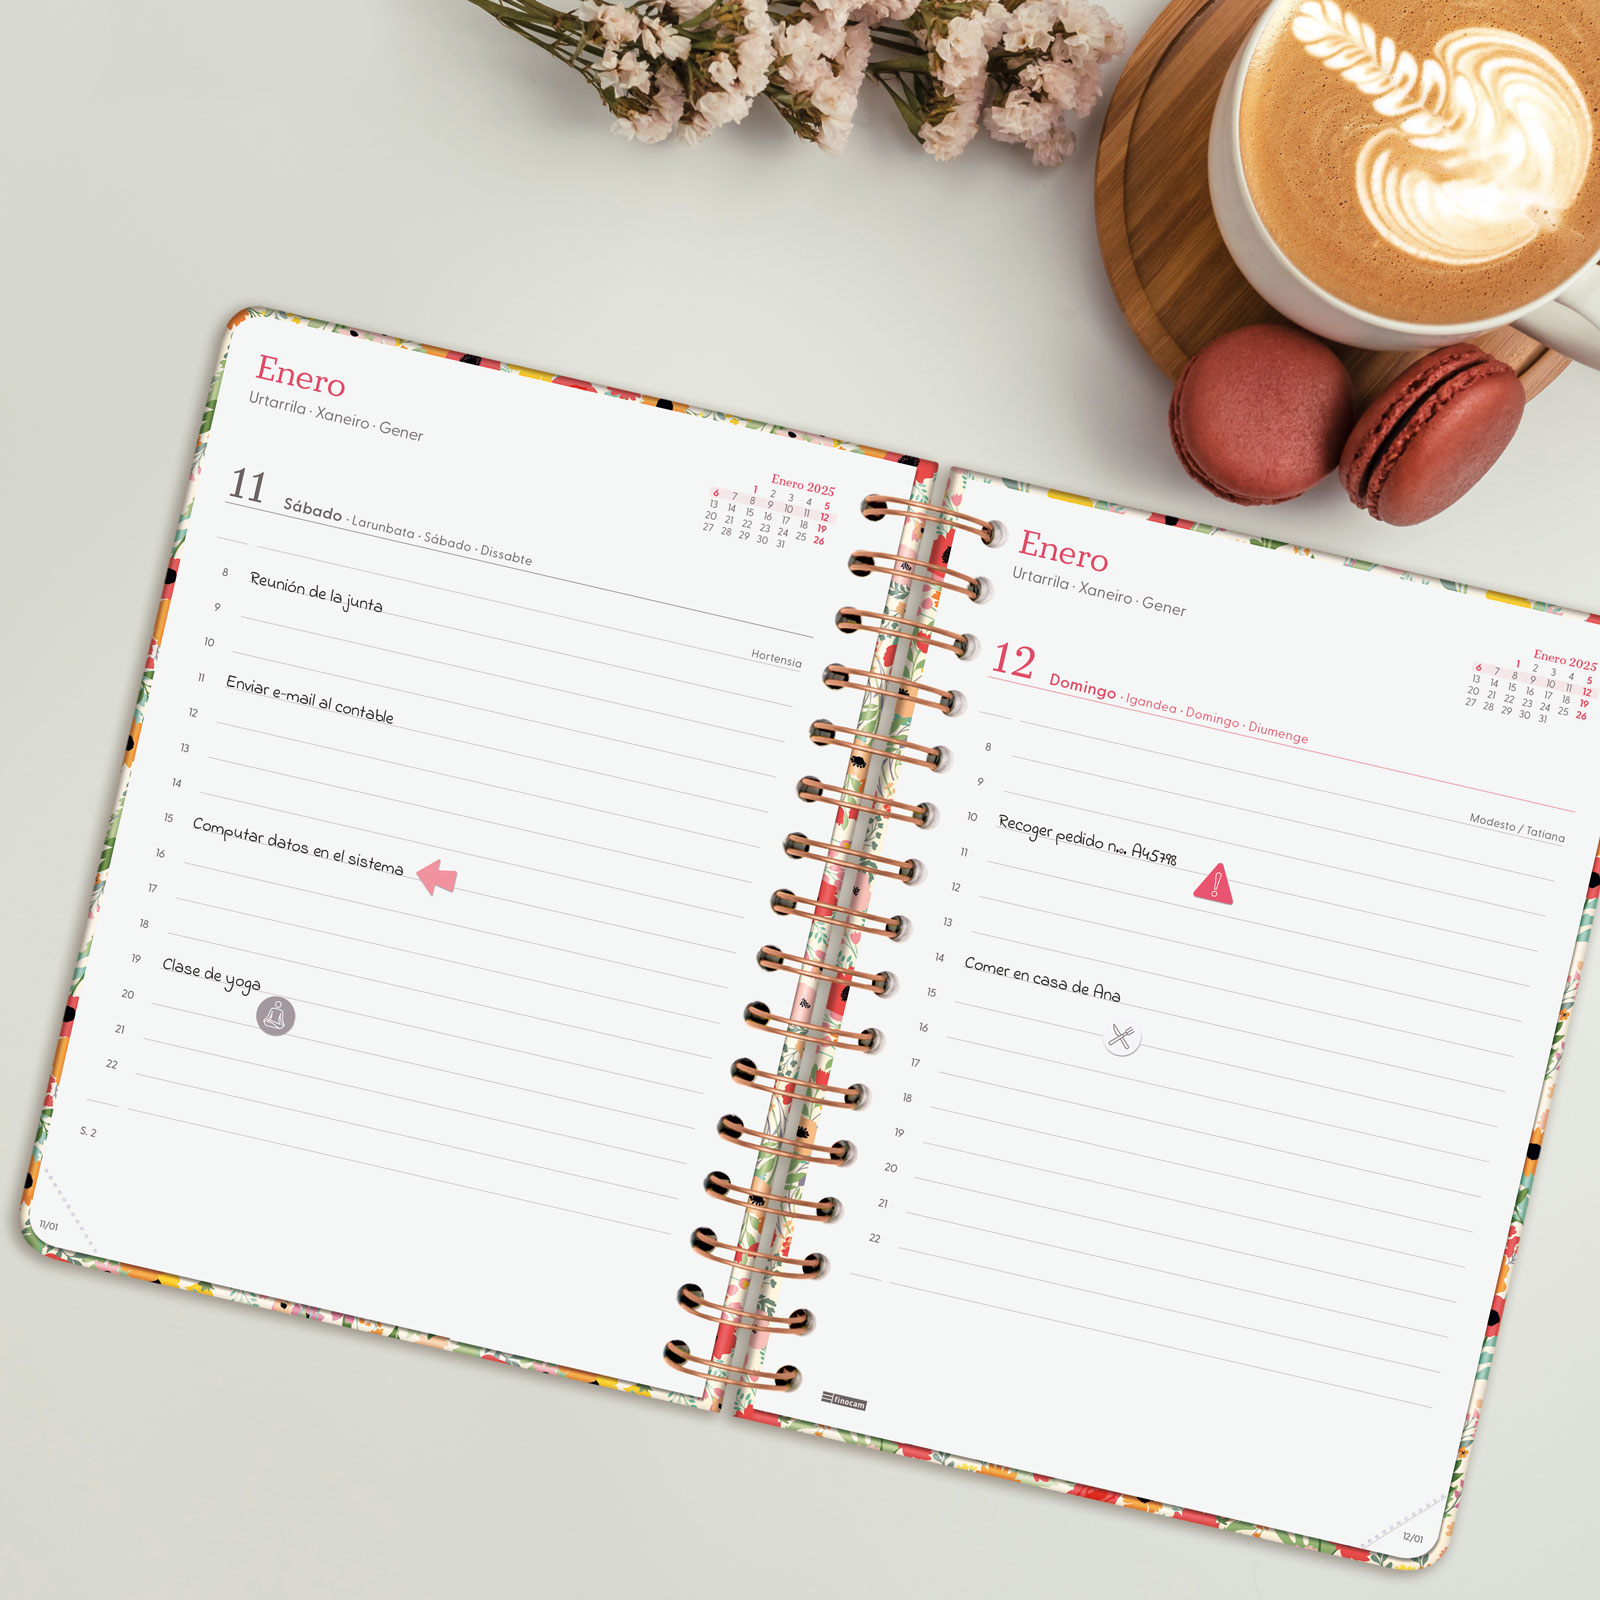 Enero
Urtarrila · Xaneiro · Gener
11 Sábado · Larunbata · Sábado · Dissabte
Enero 2025
1 2 3 4 5
6 7 8 9 10 11 12
13 14 15 16 17 18 19
20 21 22 23 24 25 26
27 28 29 30 31
Hortensia
8 Reunión de la junta
9
10
11 Enviar e-mail al contable
12
13
14
15 Computar datos en el sistema
16
17
18
19 Clase de yoga
20
21
22
S. 2
11/01
Enero
Urtarrila · Xaneiro · Gener
12 Domingo · Igandea · Domingo · Diumenge
Enero 2025
1 2 3 4 5
6 7 8 9 10 11 12
13 14 15 16 17 18 19
20 21 22 23 24 25 26
27 28 29 30 31
Modesto / Tatiana
8
9
10 Recoger pedido n... A45798
11
12
13
14 Comer en casa de Ana
15
16
17
18
19
20
21
22
finocam
12/01